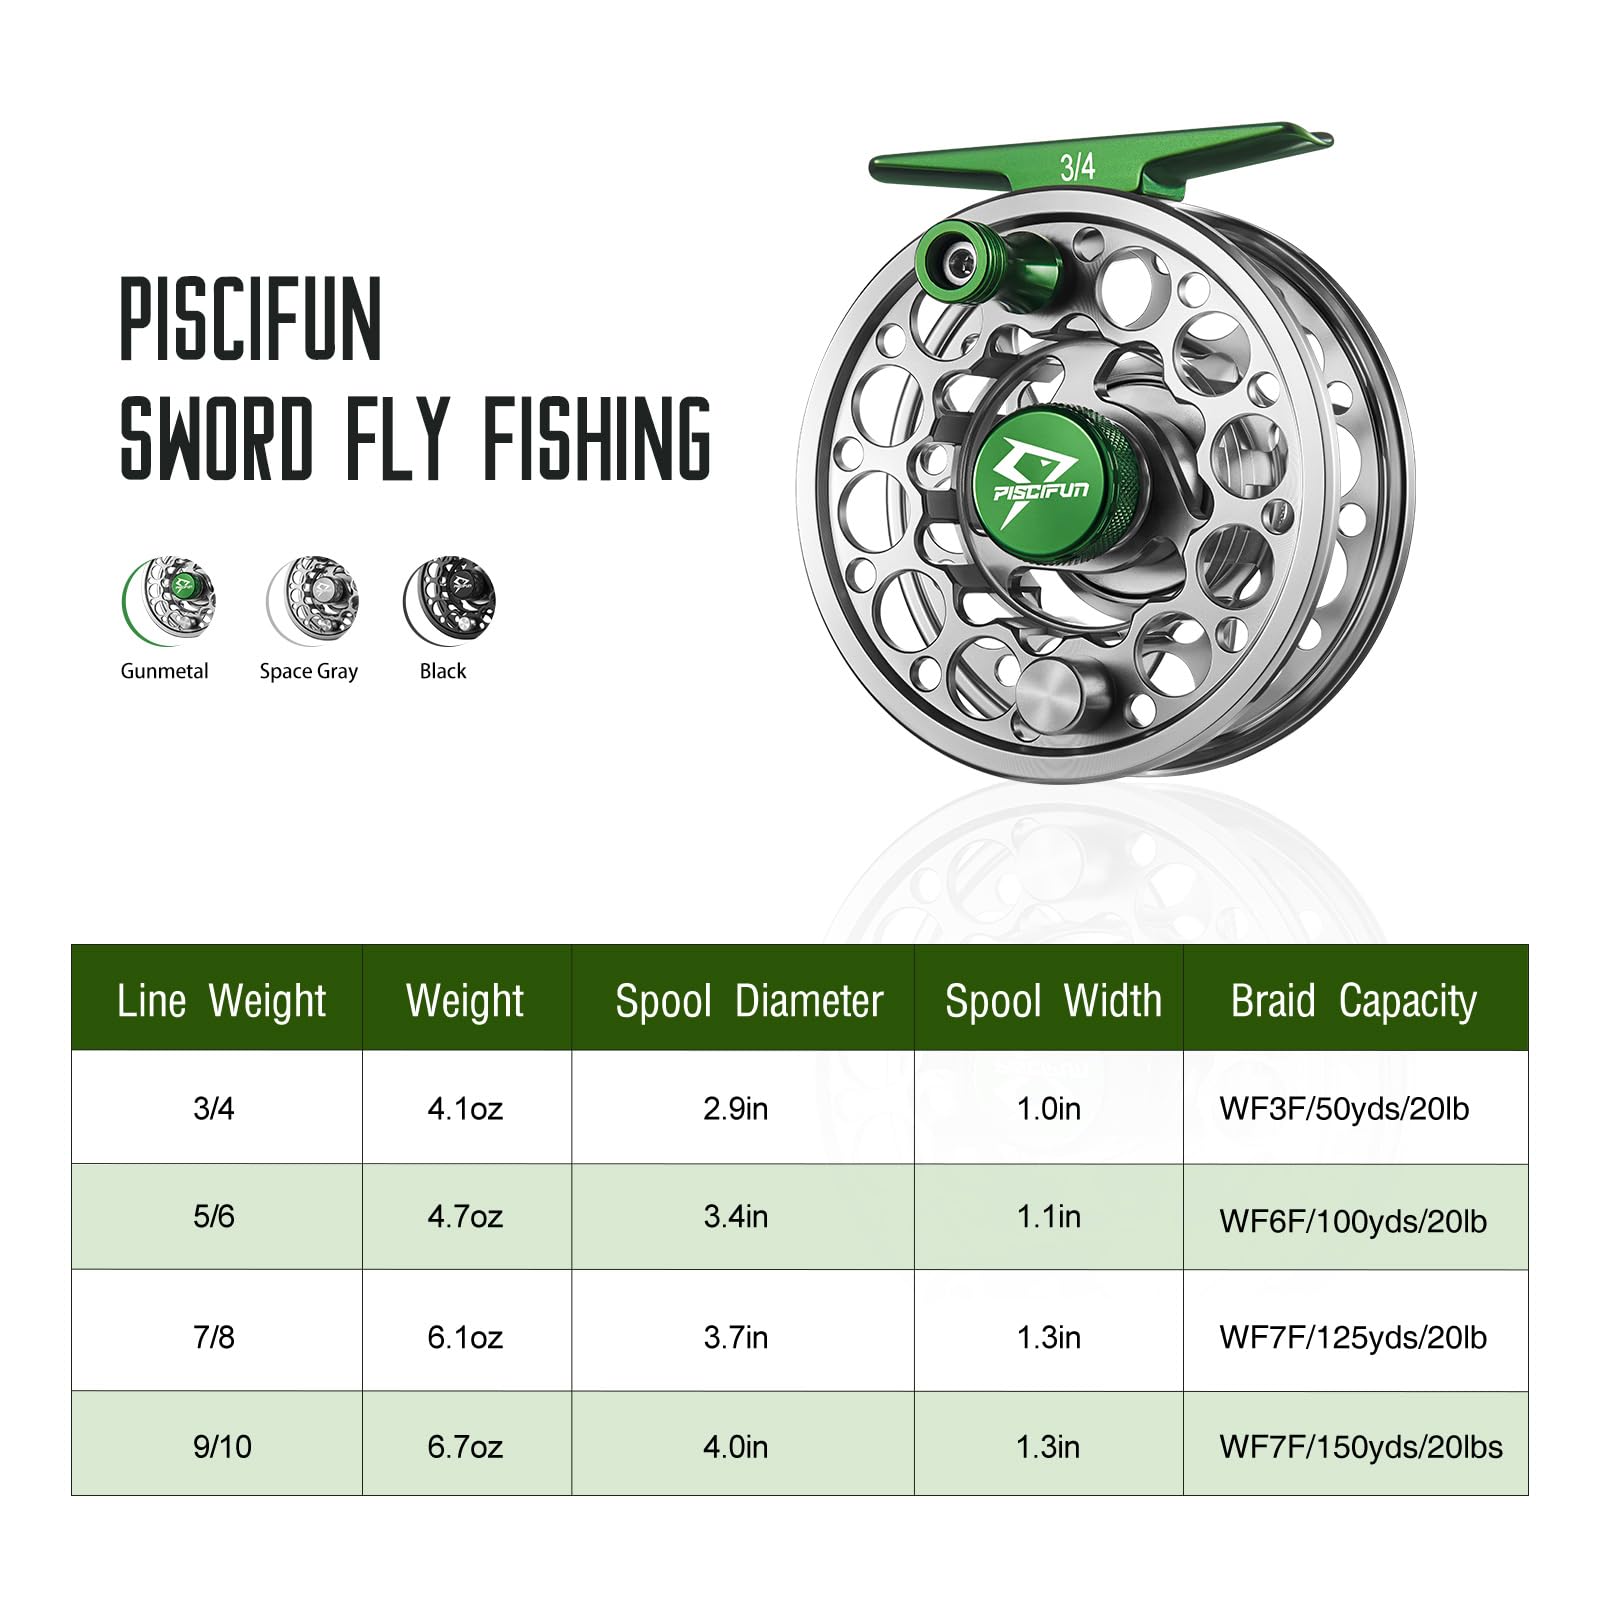 3/4
PISCIFUN
PISCIFUN
SWORD FLY FISHING
Gunmetal Space Gray Black
Line Weight Weight Spool Diameter Spool Width Braid Capacity
3/4 4.1oz 2.9in 1.0in WF3F/50yds/20lb
5/6 4.7oz 3.4in 1.1in WF6F/100yds/20lb
7/8 6.1oz 3.7in 1.3in WF7F/125yds/20lb
9/10 6.7oz 4.0in 1.3in WF7F/150yds/20lbs